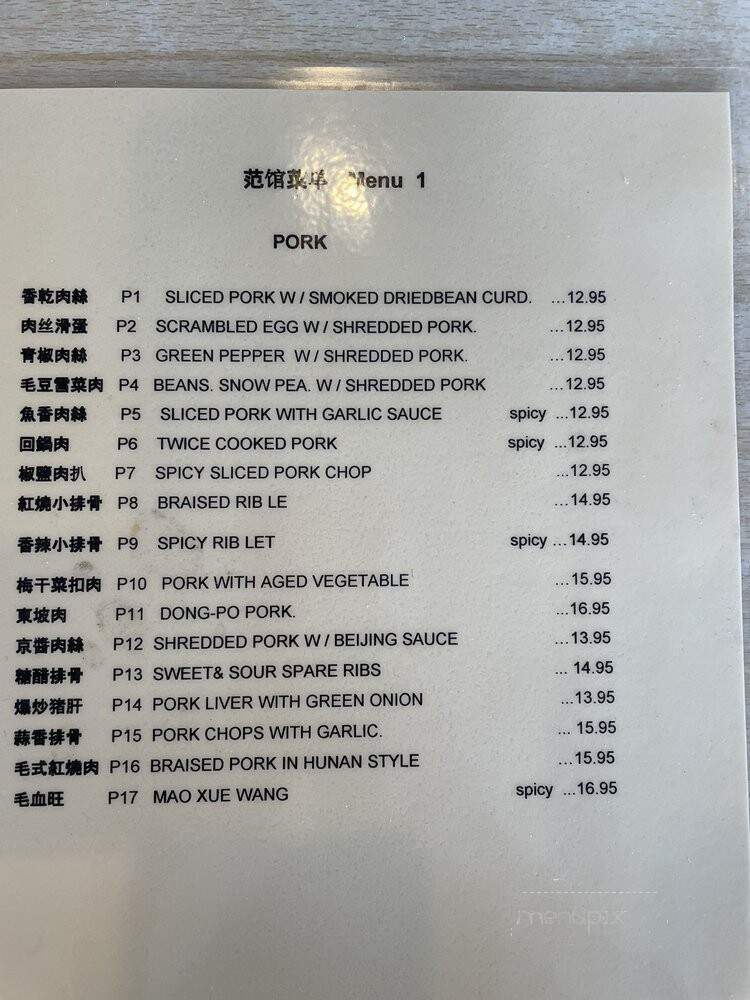 范馆菜单 Menu 1
PORK
香乾肉絲 P1 SLICED PORK W / SMOKED DRIEDBEAN CURD. ...12.95
肉丝滑蛋 P2 SCRAMBLED EGG W / SHREDDED PORK. ...12.95
青椒肉絲 P3 GREEN PEPPER W / SHREDDED PORK. ...12.95
毛豆雪菜肉 P4 BEANS. SNOW PEA. W / SHREDDED PORK ...12.95
魚香肉絲 P5 SLICED PORK WITH GARLIC SAUCE spicy ...12.95
回鍋肉 P6 TWICE COOKED PORK spicy ...12.95
椒鹽肉扒 P7 SPICY SLICED PORK CHOP ...12.95
紅燒小排骨 P8 BRAISED RIB LE ...14.95
香辣小排骨 P9 SPICY RIB LET spicy ...14.95
梅干菜扣肉 P10 PORK WITH AGED VEGETABLE ...15.95
東坡肉 P11 DONG-PO PORK. ...16.95
京醬肉絲 P12 SHREDDED PORK W / BEIJING SAUCE ...13.95
糖醋排骨 P13 SWEET& SOUR SPARE RIBS ... 14.95
爆炒猪肝 P14 PORK LIVER WITH GREEN ONION ...13.95
蒜香排骨 P15 PORK CHOPS WITH GARLIC. ... 15.95
毛式紅燒肉 P16 BRAISED PORK IN HUNAN STYLE ...15.95
毛血旺 P17 MAO XUE WANG spicy ...16.95
menupix